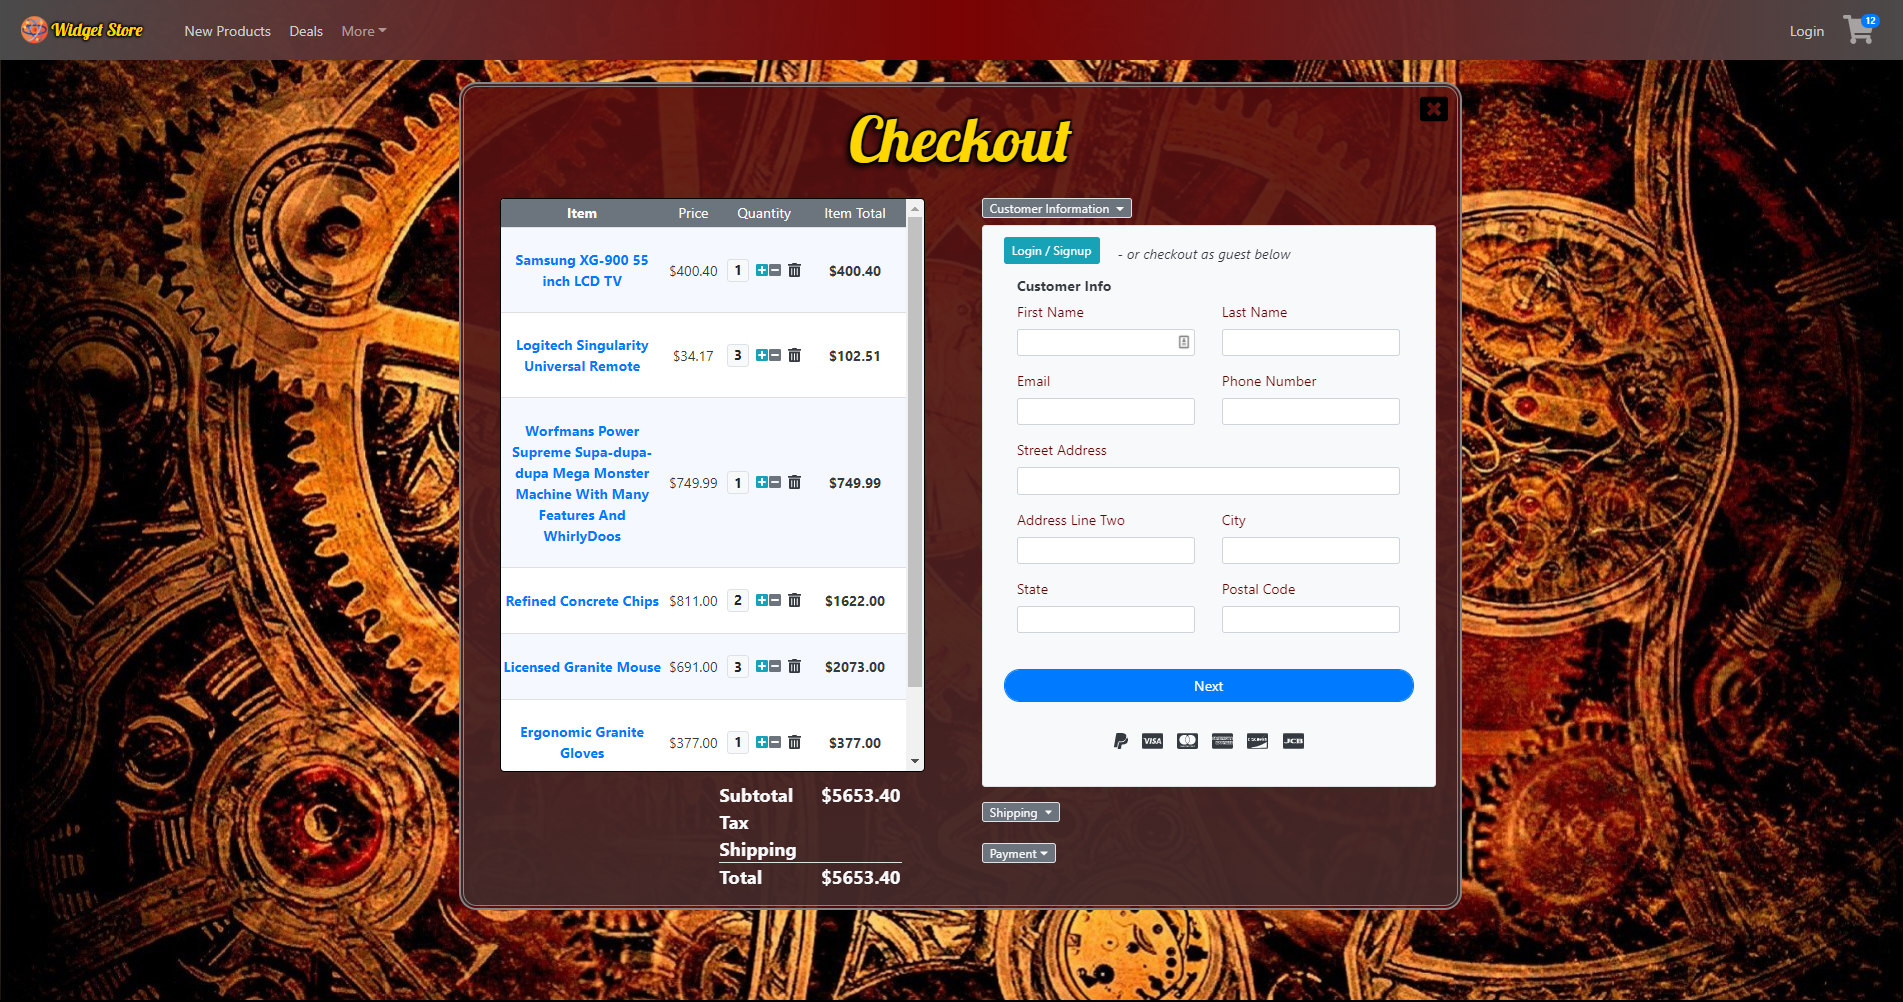 Widget Store
New Products Deals More
Login
12
Checkout
Item Price Quantity Item Total
Samsung XG-900 55
inch LCD TV
$400.40 1 $400.40
Logitech Singularity
Universal Remote
$34.17 3 $102.51
Worfmans Power
Supreme Supa-dupa-
dupa Mega Monster
Machine With Many
Features And
WhirlyDoos
$749.99 1 $749.99
Refined Concrete Chips $811.00 2 $1622.00
Licensed Granite Mouse $691.00 3 $2073.00
Ergonomic Granite
Gloves
$377.00 1 $377.00
Subtotal $5653.40
Tax
Shipping
Total $5653.40
Customer Information
Login / Signup - or checkout as guest below
Customer Info
First Name Last Name
Email Phone Number
Street Address
Address Line Two City
State Postal Code
Next
VISA
DISCOVER
JCB
Shipping
Payment